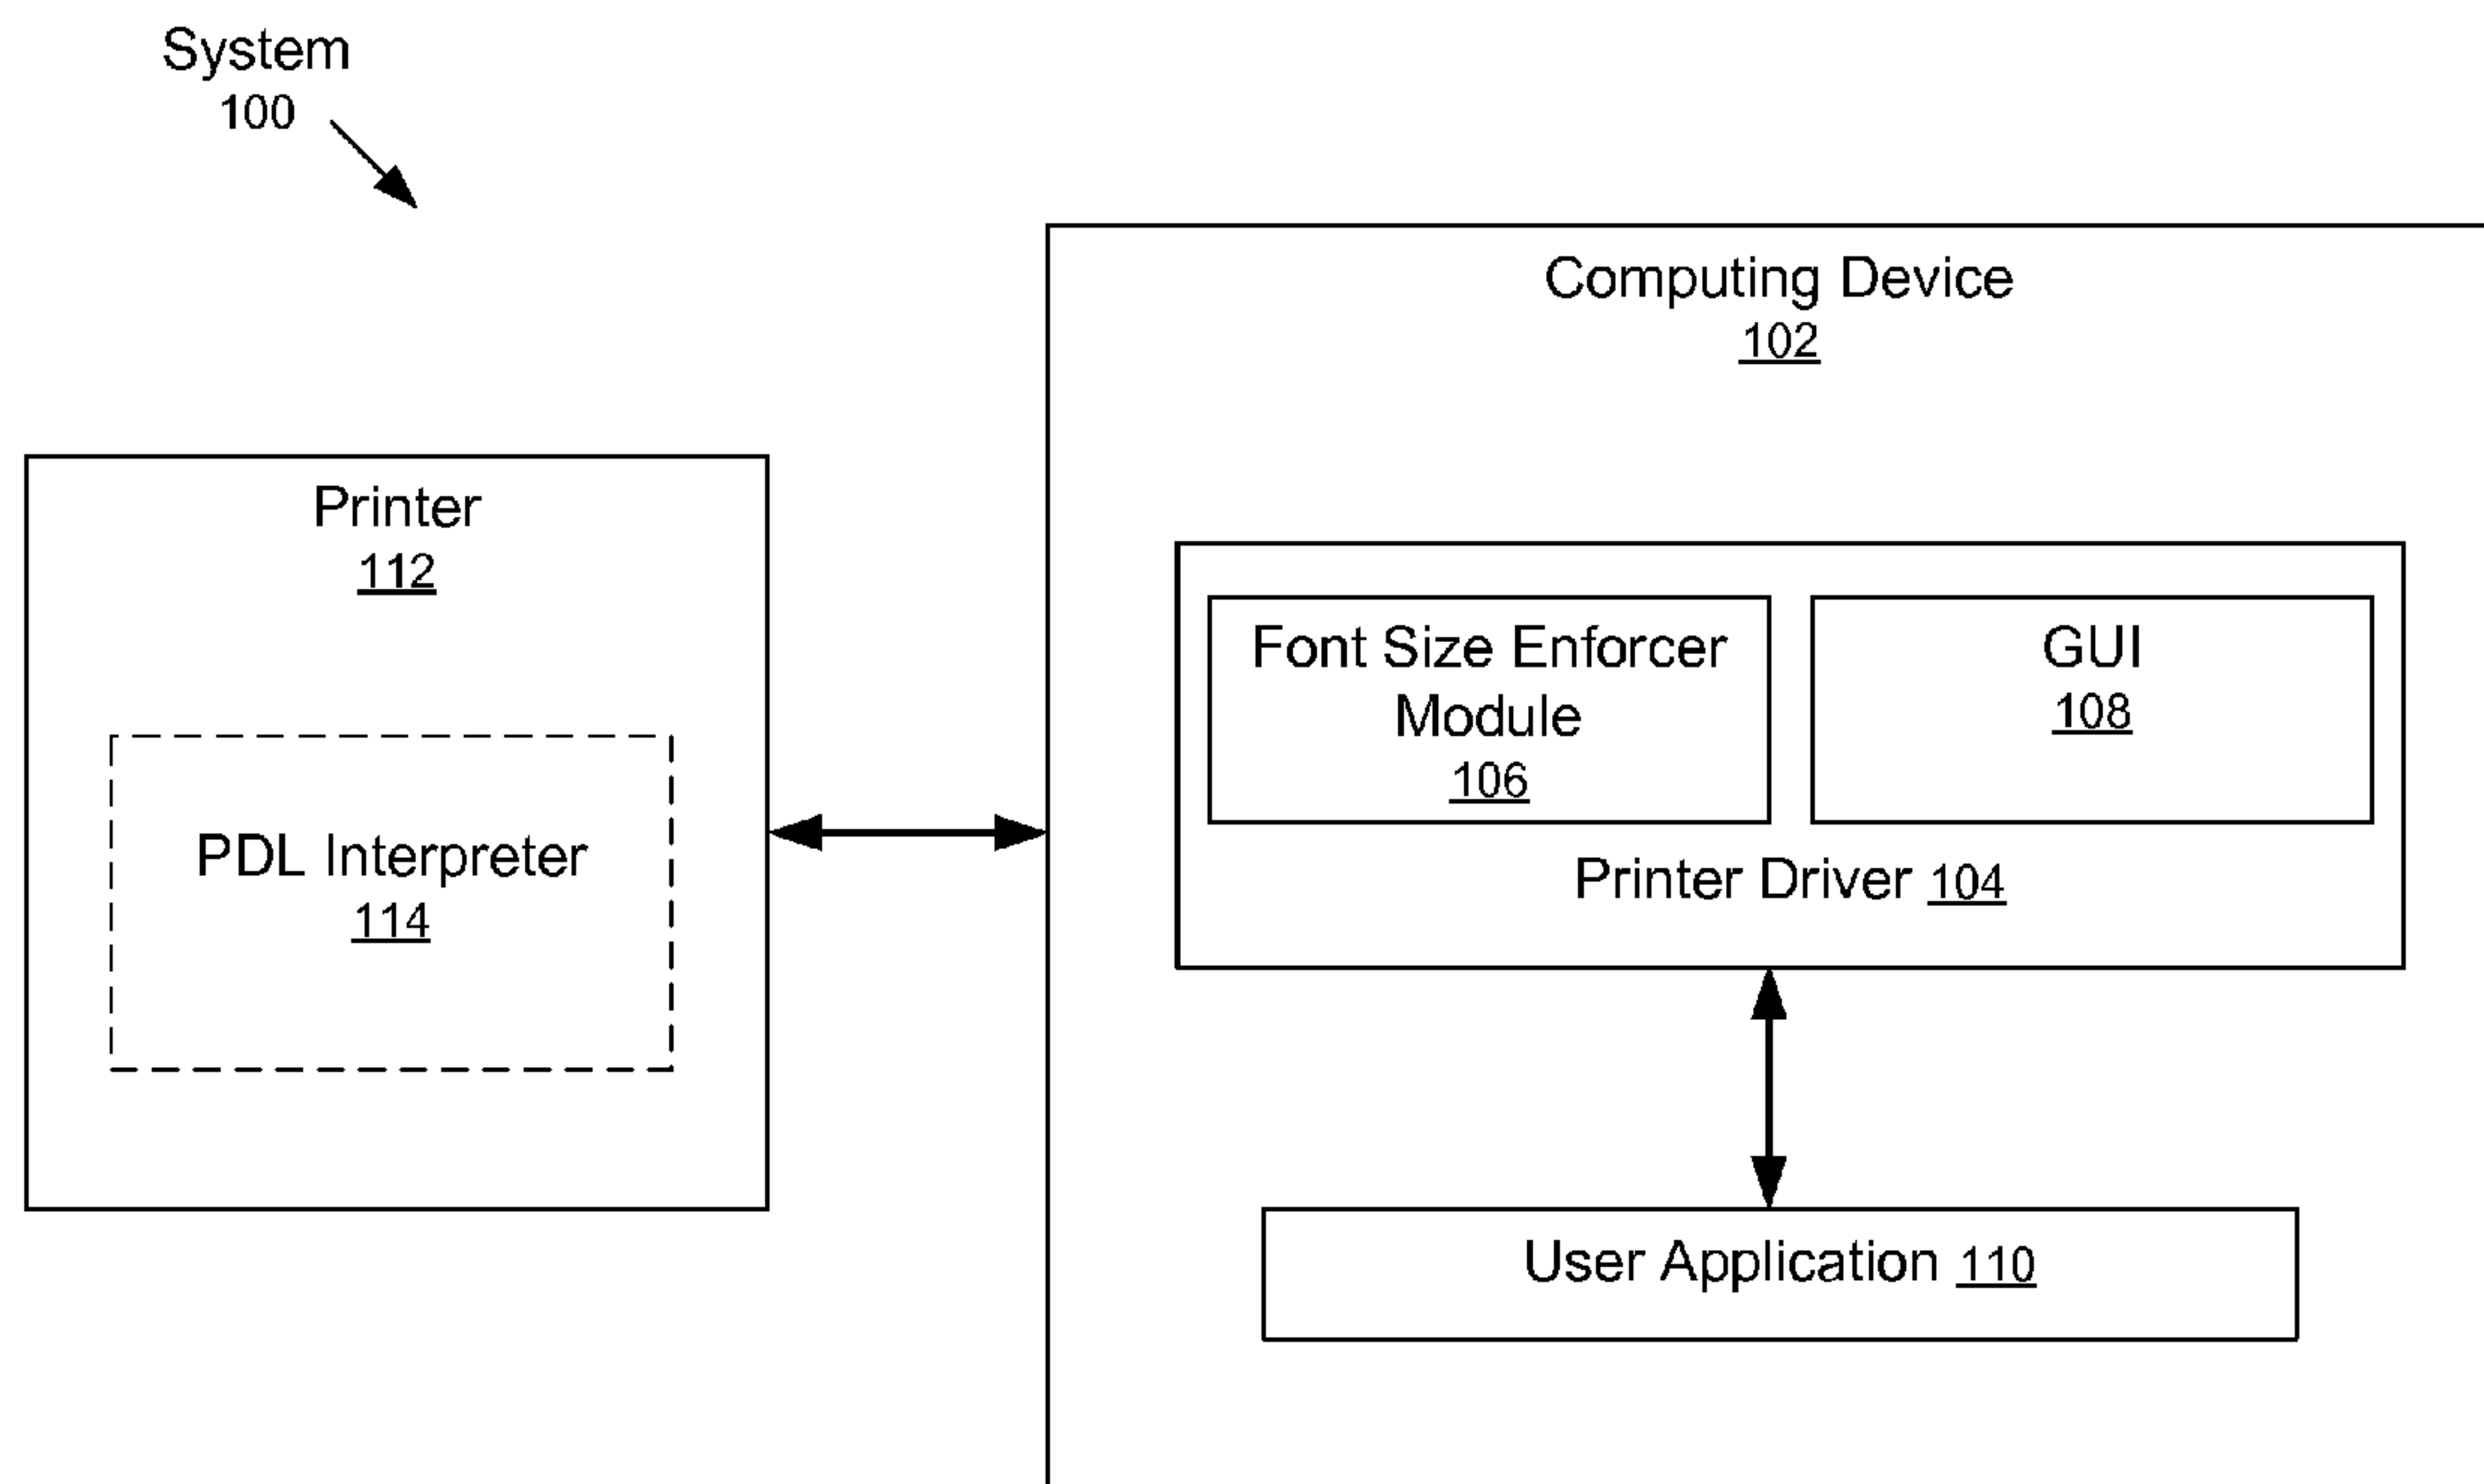 System
100
Computing Device
102
Printer
112
PDL Interpreter
114
Font Size Enforcer
Module
106
GUI
108
Printer Driver 104
User Application 110